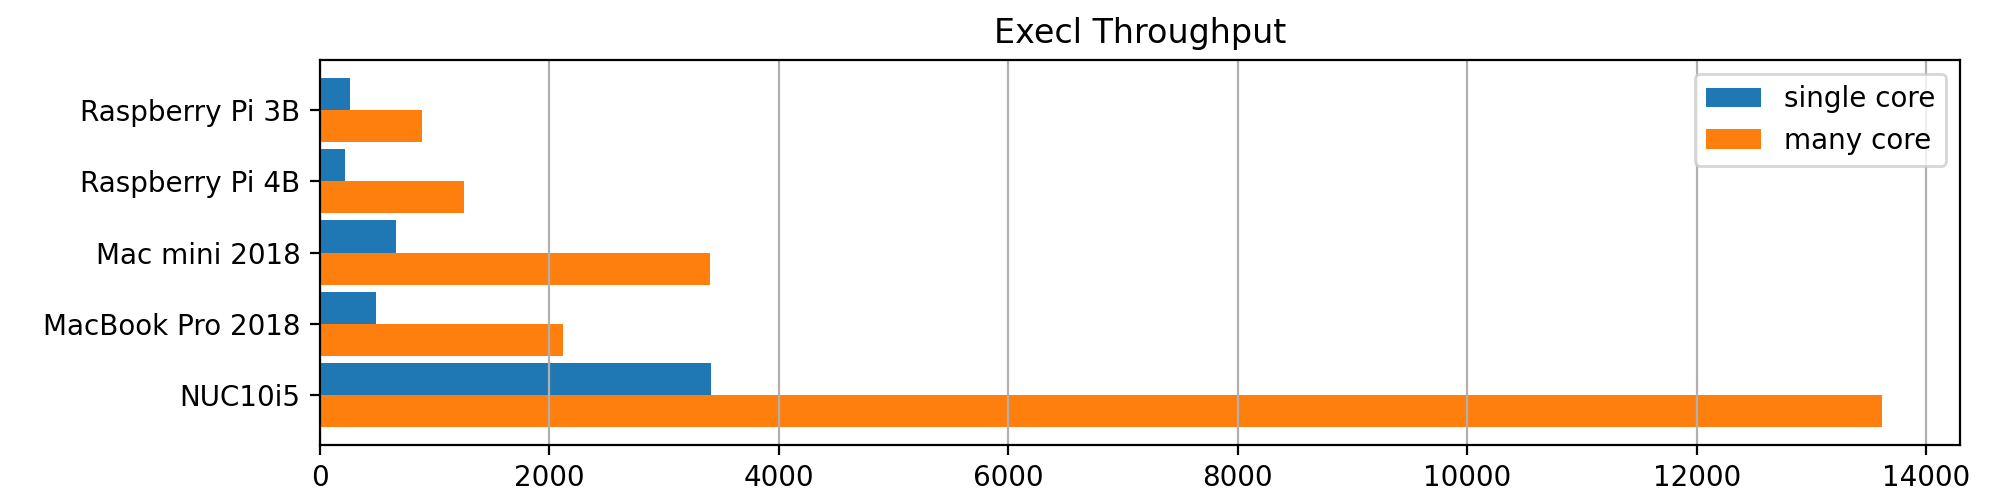 Execl Throughput
single core
many core
Raspberry Pi 3B
Raspberry Pi 4B
Mac mini 2018
MacBook Pro 2018
NUC10i5
0 2000 4000 6000 8000 10000 12000 14000